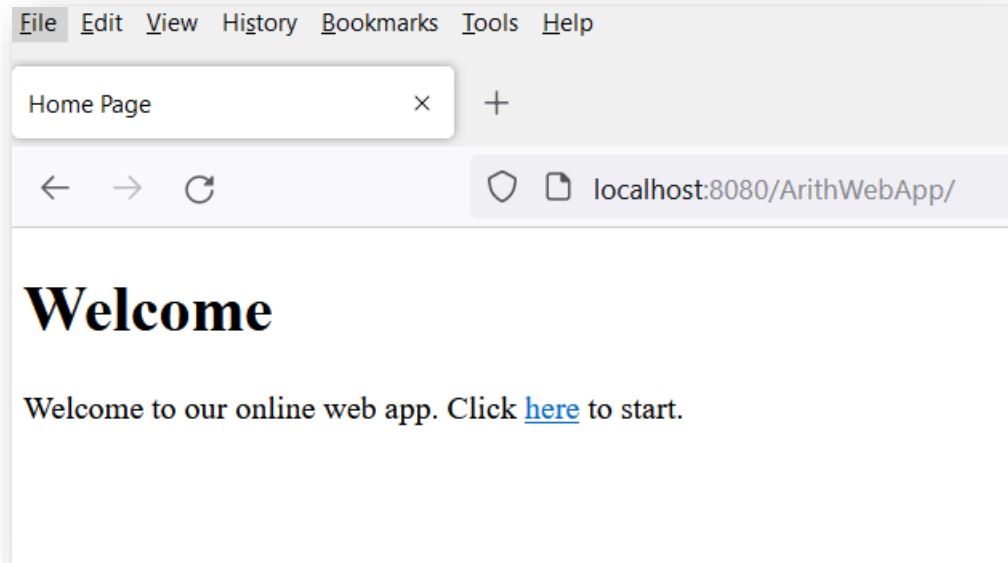 File Edit View History Bookmarks Tools Help
Home Page
localhost:8080/ArithWebApp/
Welcome
Welcome to our online web app. Click here to start.